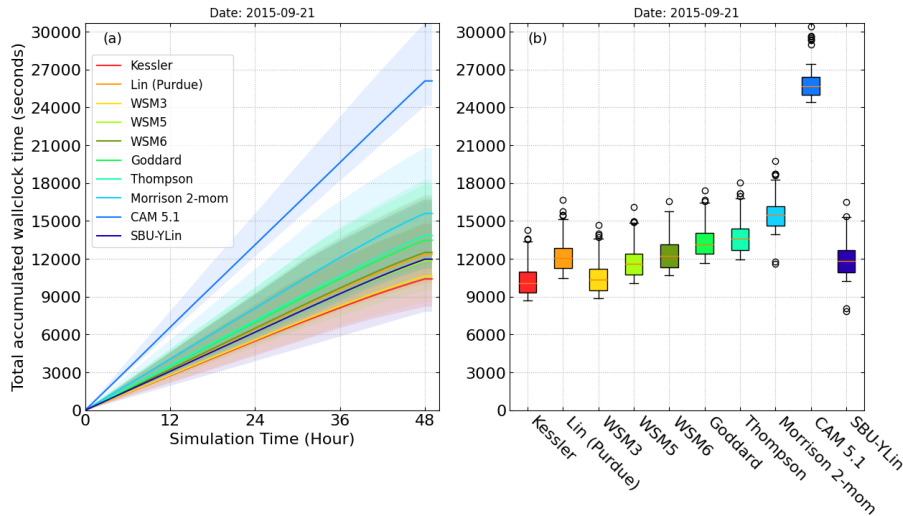 Date: 2015-09-21
(a)
Total accumulated wallclock time (seconds)
30000
27000
24000
21000
18000
15000
12000
9000
6000
3000
0
Kessler
Lin (Purdue)
WSM3
WSM5
WSM6
Goddard
Thompson
Morrison 2-mom
CAM 5.1
SBU-YLin
0 12 24 36 48
Simulation Time (Hour)
Date: 2015-09-21
(b)
30000
27000
24000
21000
18000
15000
12000
9000
6000
3000
0
Kessler
Lin (Purdue)
WSM3
WSM5
WSM6
Goddard
Thompson
Morrison 2-mom
CAM 5.1
SBU-YLin